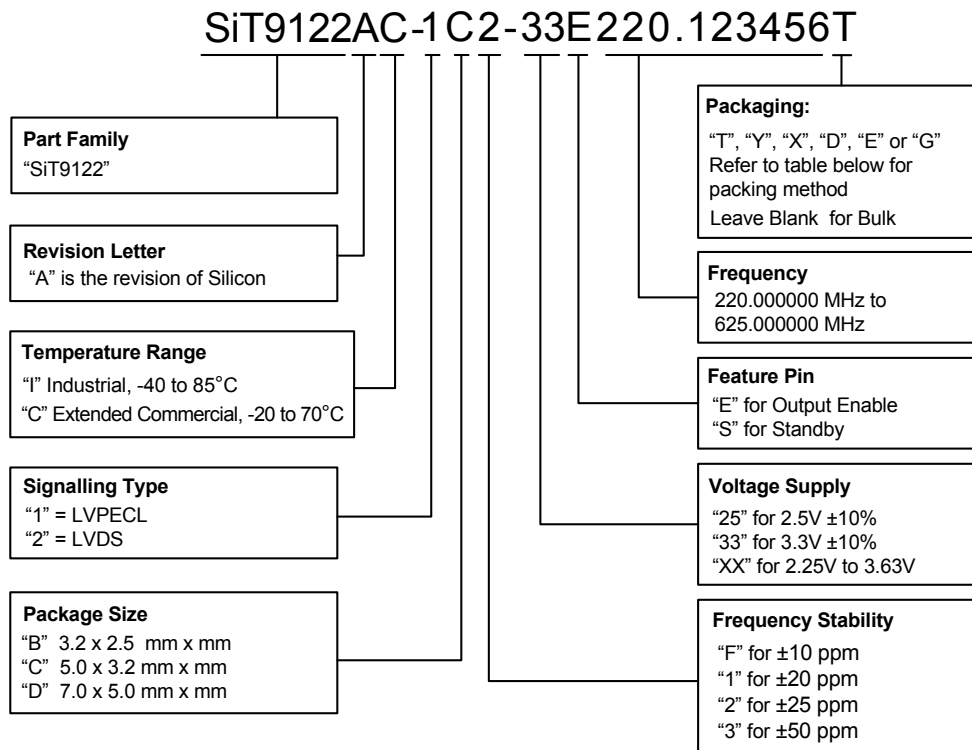 SiT9122AC-1C2-33E220.123456T
Part Family
“SiT9122”
Revision Letter
“A” is the revision of Silicon
Temperature Range
“I” Industrial, -40 to 85°C
“C” Extended Commercial, -20 to 70°C
Signalling Type
“1” = LVPECL
“2” = LVDS
Package Size
“B” 3.2 x 2.5 mm x mm
“C” 5.0 x 3.2 mm x mm
“D” 7.0 x 5.0 mm x mm
Packaging:
“T”, “Y”, “X”, “D”, “E” or “G”
Refer to table below for
packing method
Leave Blank for Bulk
Frequency
220.000000 MHz to
625.000000 MHz
Feature Pin
“E” for Output Enable
“S” for Standby
Voltage Supply
“25” for 2.5V ±10%
“33” for 3.3V ±10%
“XX” for 2.25V to 3.63V
Frequency Stability
“F” for ±10 ppm
“1” for ±20 ppm
“2” for ±25 ppm
“3” for ±50 ppm